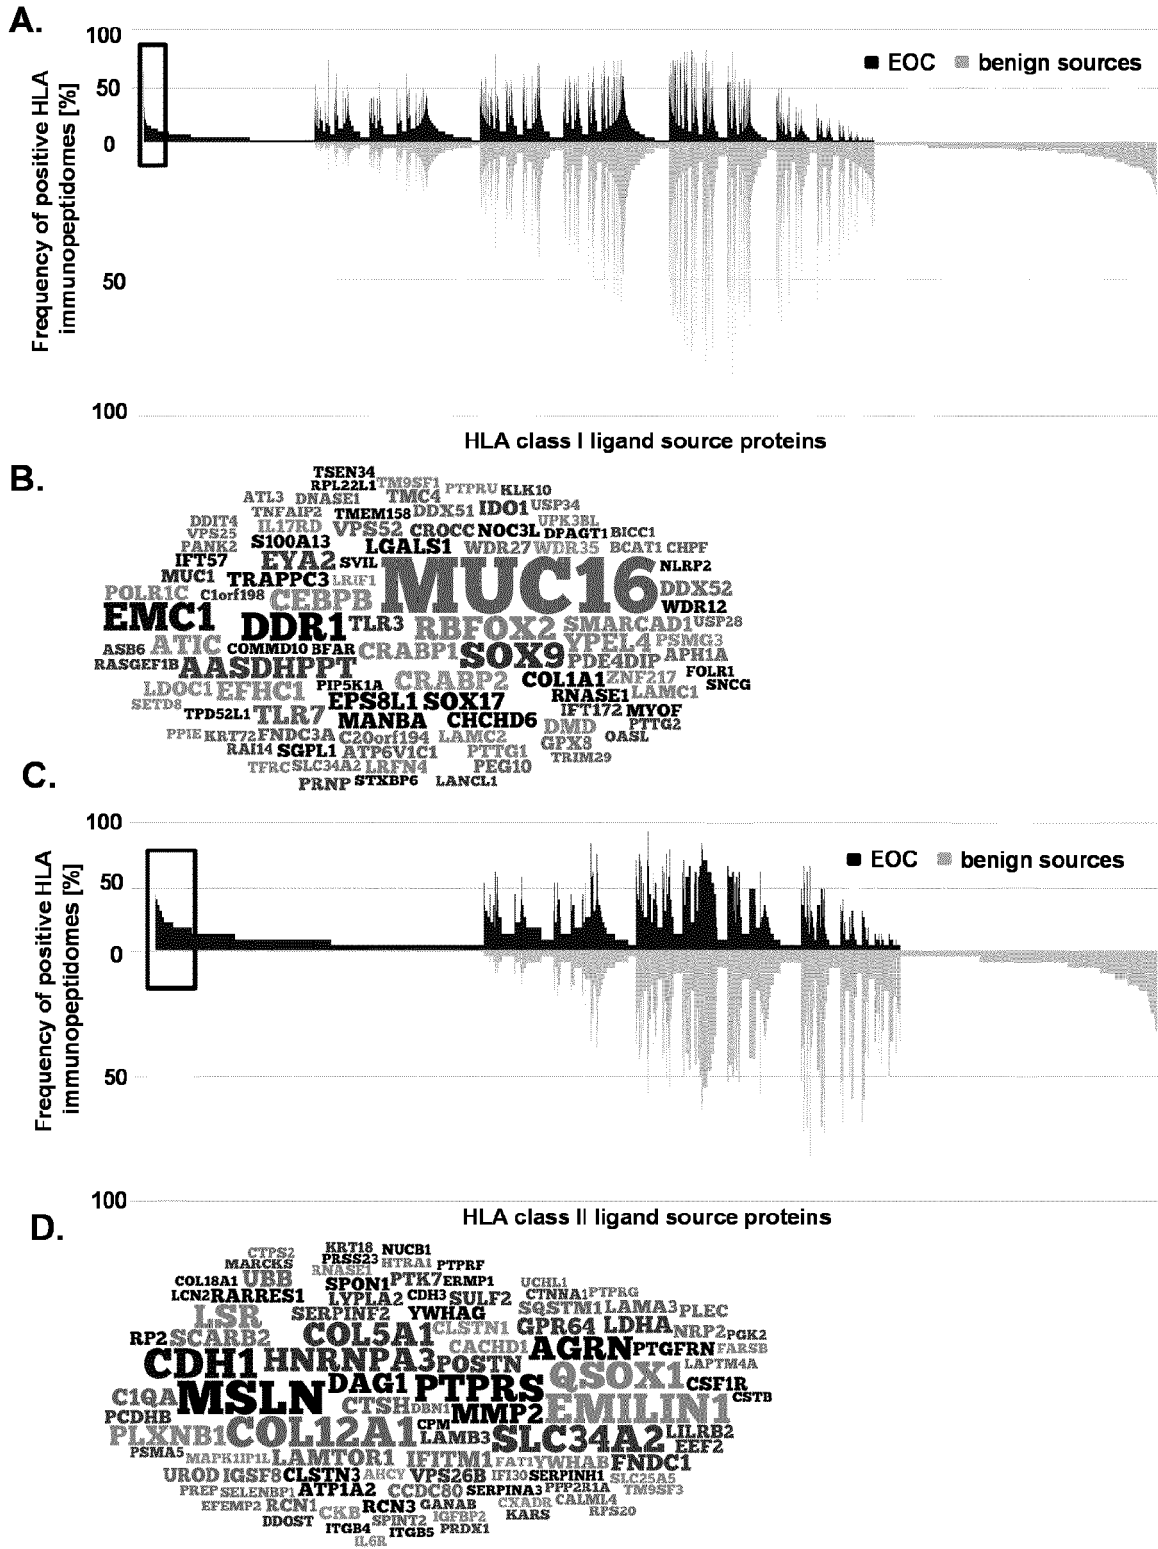 A.
100
50
0
50
100
Frequency of positive HLA
immunopeptidomes [%]
EOC benign sources
HLA class I ligand source proteins
B.
TSEN34
RPL22L1 TM9SF1 PTPRU KLK10
ATL3 DNASE1 TMC4
TNFAIP2 TMEM158 DDX51 IDO1 USP34
DDIT4 IL17RD VPS52 CROCC NOC3L UPK3BL
VPS25 S100A13 DPAGT1 BICC1
PANK2 LGALS1 WDR27 WDR35 BCAT1 CHPF
IFT57 EYA2 SVIL MUC16 NLRP2
MUC1 TRAPPC3 LRIF1 DDX52
POLR1C C1orf198 CEBPB WDR12
EMC1 DDR1 TLR3 RBFOX2 SMARCAD1 USP28
ASB6 ATIC COMMD10 BFAR CRABP1 SOX9 YPEL4 PSMG3
RASGEF1B AASDHPPT PDE4DIP APH1A
LDOC1 EFHC1 PIP5K1A CRABP2 COL1A1 ZNF217 FOLR1
SETD8 EPS8L1 SOX17 RNASE1 LAMC1 SNCG
TPD52L1 TLR7 MANBA CHCHD6 IFT172 MYOF
PPIE KRT72 FNDC3A C20orf194 LAMC2 DMD PTTG2
RAI14 SGPL1 ATP6V1C1 PTTG1 GPX8 OASL
TFRC SLC34A2 LRFN4 PEG10 TRIM29
PRNP STXBP6 LANCL1
C.
100
50
0
50
100
Frequency of positive HLA
immunopeptidomes [%]
EOC benign sources
HLA class II ligand source proteins
D.
CTPS2 KRT18 NUCB1
MARCKS PRSS23 HTRA1 PTPRF
COL18A1 UBB RNASE1 SPON1 PTK7 ERMP1 UCHL1
LCN2 RARRES1 LYPLA2 CDH3 SULF2 CTNNA1 PTPRG
LSR SERPINF2 YWHAG SQSTM1 LAMA3 PLEC
RP2 SCARB2 COL5A1 CLSTN1 GPR64 LDHA NRP2 PGK2
CDH1 HNRNPA3 CACHD1 POSTN AGRN PTGFRN FARSB
MSLN DAG1 PTPRS QSOX1 LAPTM4A
C1QA CTSH DBN1 MMP2 EMILIN1 CSF1R CSTB
PCDHB COL12A1 CPM
PLXNB1 LAMB3 SLC34A2 LILRB2
PSMA5 MAPK1IP1L LAMTOR1 IFITM1 FAT1 YWHAB FNDC1 EEF2
UROD IGSF8 CLSTN3 AHCY VPS26B IFI30 SERPINH1 SLC25A5
PREP SELENBP1 ATP1A2 CCDC80 SERPINA3 PPP2R1A TM9SF3
EFEMP2 RCN1 CKB RCN3 GANAB CXADR CALML4
DDOST SPINT2 IGFBP2 KARS RPS20
ITGB4 ITGB5 PRDX1
IL6R